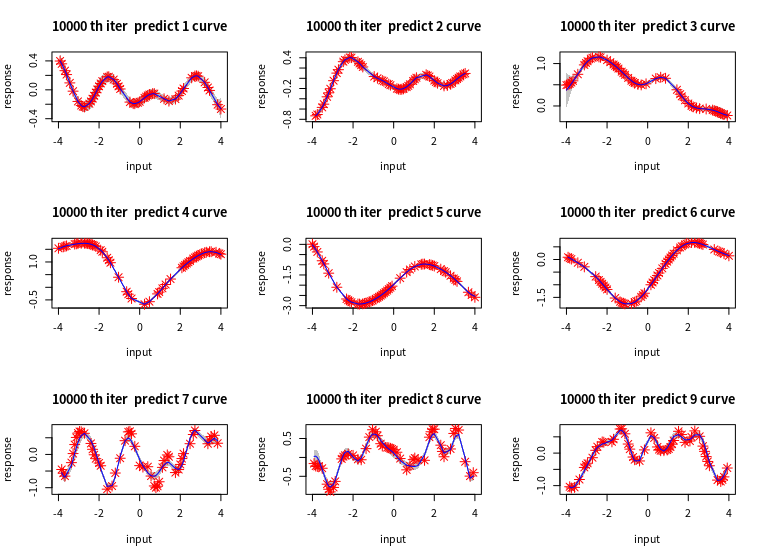 10000 th iter predict 1 curve
10000 th iter predict 2 curve
10000 th iter predict 3 curve
response
0.4
0.0
-0.4
response
0.4
-0.2
-0.8
response
1.0
0.0
-4 -2 0 2 4
-4 -2 0 2 4
-4 -2 0 2 4
input
input
input
10000 th iter predict 4 curve
10000 th iter predict 5 curve
10000 th iter predict 6 curve
response
1.0
-0.5
response
0.0
-1.5
-3.0
response
0.0
-1.5
-4 -2 0 2 4
-4 -2 0 2 4
-4 -2 0 2 4
input
input
input
10000 th iter predict 7 curve
10000 th iter predict 8 curve
10000 th iter predict 9 curve
response
0.0
-1.0
response
0.5
-0.5
response
0.0
-1.0
-4 -2 0 2 4
-4 -2 0 2 4
-4 -2 0 2 4
input
input
input